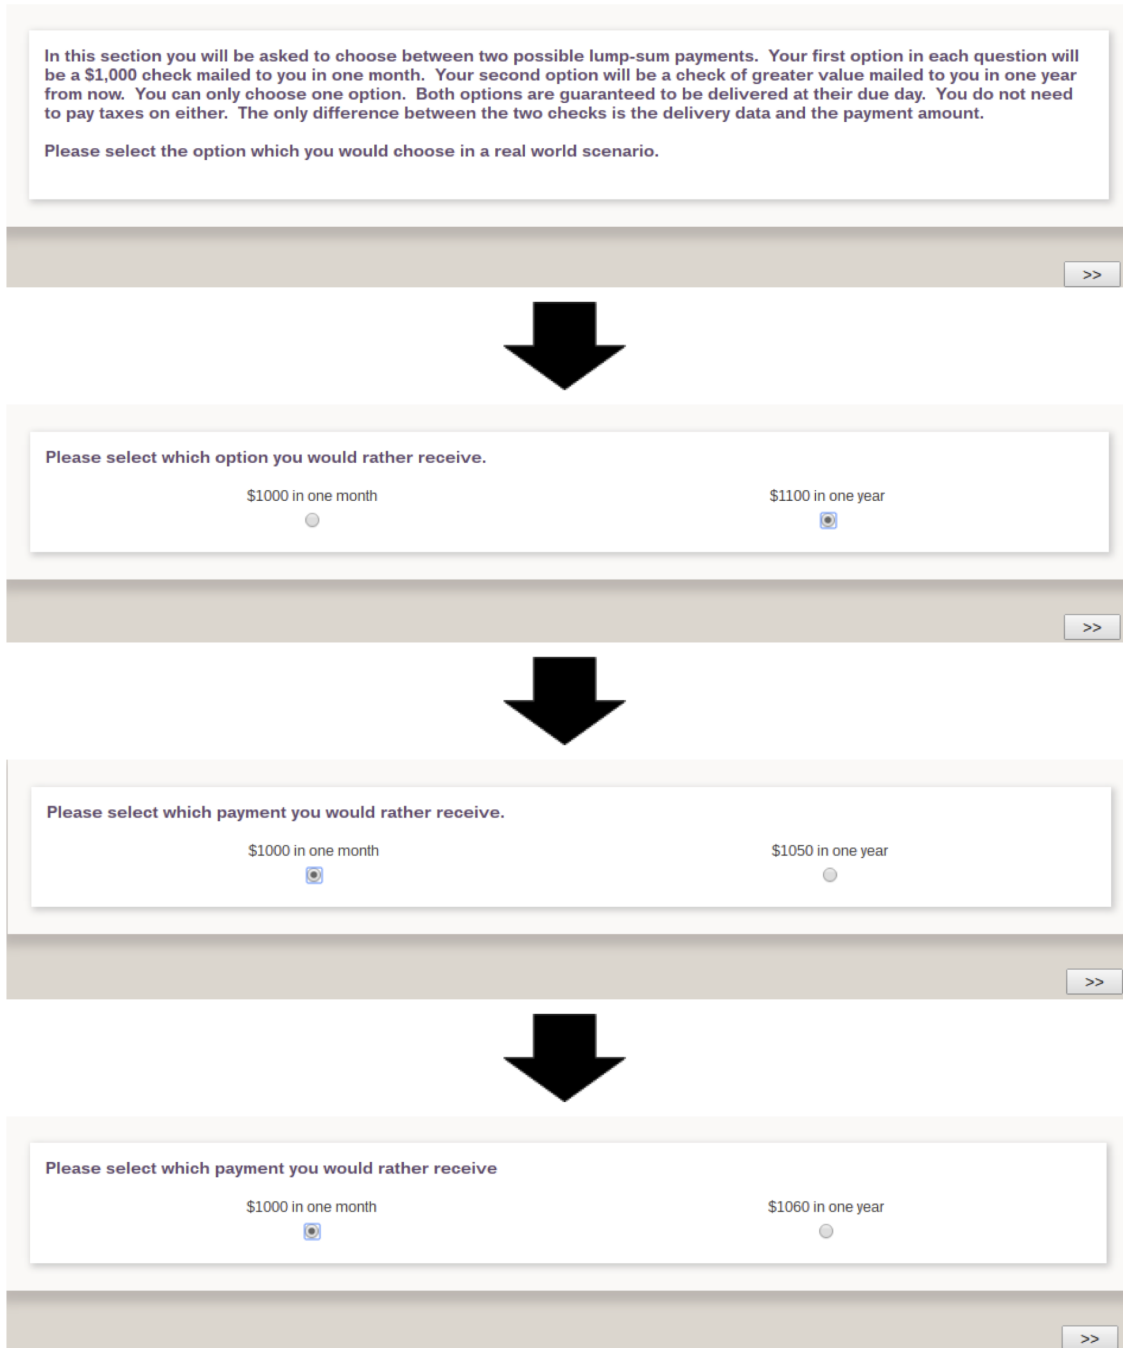 In this section you will be asked to choose between two possible lump-sum payments.  Your first option in each question will
be a $1,000 check mailed to you in one month.  Your second option will be a check of greater value mailed to you in one year
from now.  You can only choose one option.  Both options are guaranteed to be delivered at their due day.  You do not need
to pay taxes on either.  The only difference between the two checks is the delivery data and the payment amount.
Please select the option which you would choose in a real world scenario.
>>
Please select which option you would rather receive.
$1000 in one month $1100 in one year
>>
Please select which payment you would rather receive.
$1000 in one month $1050 in one year
>>
Please select which payment you would rather receive
$1000 in one month $1060 in one year
>>